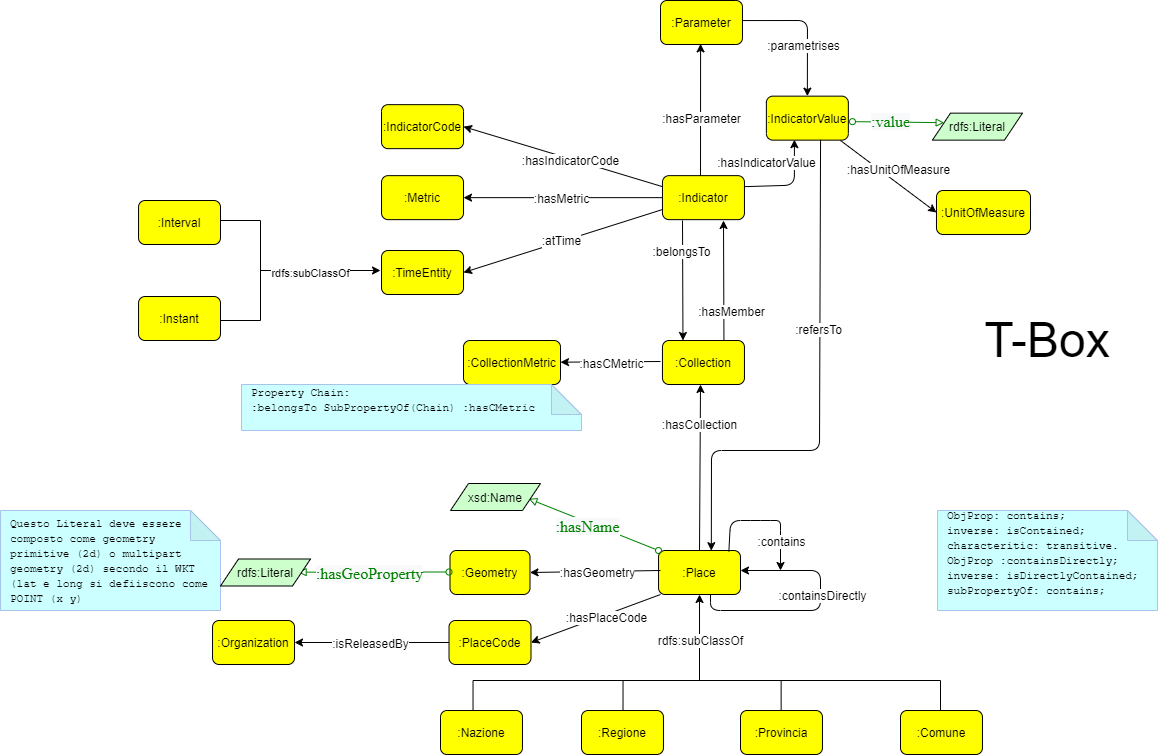 :Parameter
:parametrises
:IndicatorCode
:hasParameter
:IndicatorValue
:value
rdfs:Literal
:hasIndicatorCode
:hasIndicatorValue
:hasUnitOfMeasure
:Metric
:hasMetric
:Indicator
:UnitOfMeasure
:Interval
:atTime
:belongsTo
rdfs:subClassOf
:TimeEntity
:Instant
:hasMember
:refersTo
T-Box
:CollectionMetric
:hasCMetric
:Collection
Property Chain:
:belongsTo SubPropertyOf(Chain) :hasCMetric
:hasCollection
xsd:Name
:hasName
Questo Literal deve essere
composto come geometry
primitive (2d) o multipart
geometry (2d) secondo il WKT
(lat e long si defiiscono come
POINT (x y)
rdfs:Literal
:hasGeoProperty
:Geometry
:hasGeometry
:Place
:contains
:containsDirectly
ObjProp: contains;
inverse: isContained;
characteritic: transitive.
ObjProp :containsDirectly;
inverse: isDirectlyContained;
subPropertyOf: contains;
:hasPlaceCode
:Organization
:isReleasedBy
:PlaceCode
rdfs:subClassOf
:Nazione
:Regione
:Provincia
:Comune